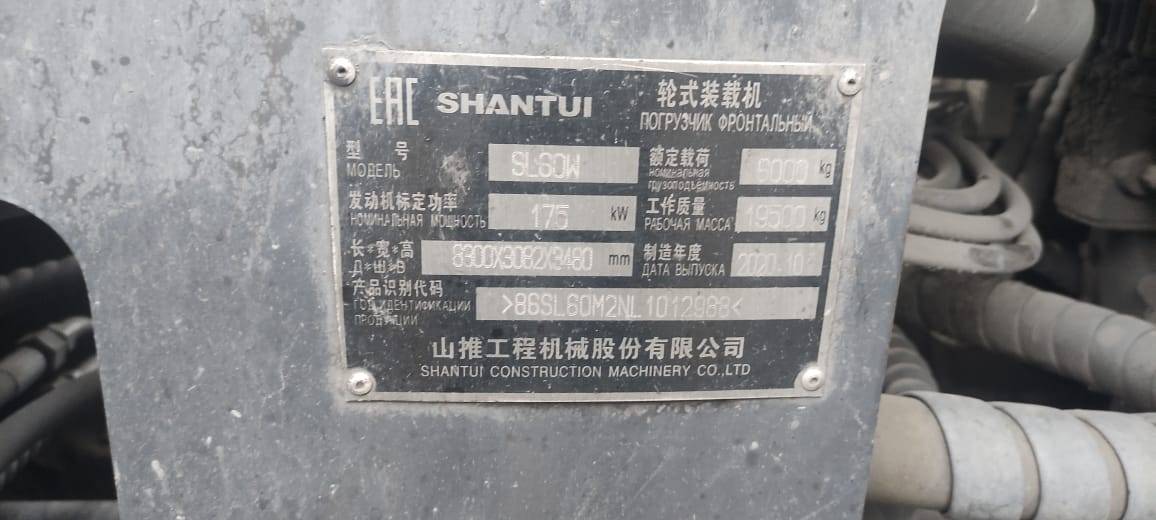 EAC SHANTUI 轮式装载机
ПОГРУЗЧИК ФРОНТАЛЬНЫЙ
型 号 SL60W 额定载荷 6000 kg
МОДЕЛЬ НОМИНАЛЬНАЯ ГРУЗОПОДЪЁМНОСТЬ
发动机标定功率 175 kW 工作质量 19500 kg
НОМИНАЛЬНАЯ МОЩНОСТЬ РАБОЧАЯ МАССА
长*宽*高 8300X3082X3480 mm 制造年度 2020.10
Д*Ш*В ДАТА ВЫПУСКА
产品识别代码 >86SL60M2NL1012988<
ИДЕНТИФИКАЦИИ
ПРОДУКЦИИ
山推工程机械股份有限公司
SHANTUI CONSTRUCTION MACHINERY CO.,LTD